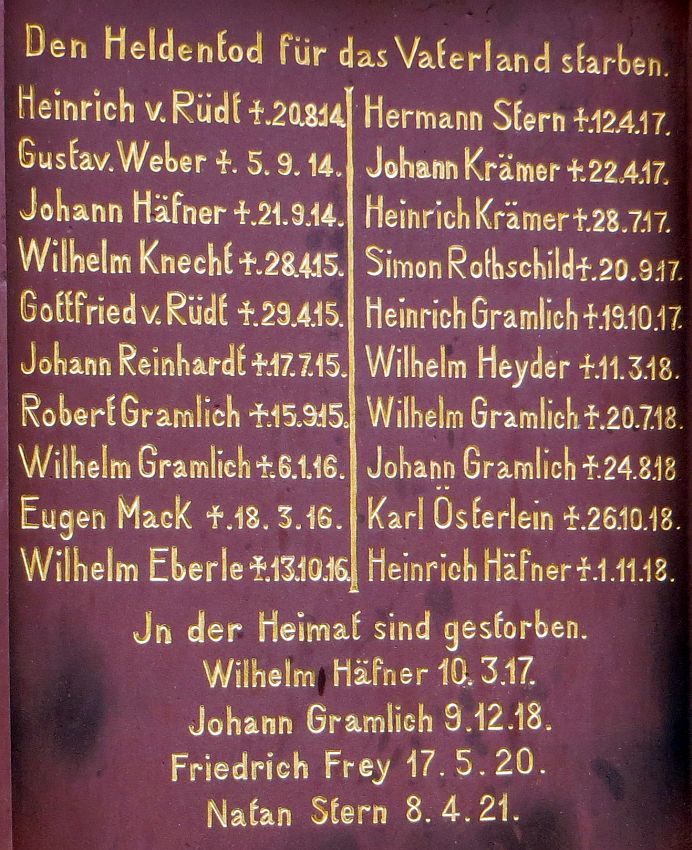 Den Heldentod für das Vaterland starben.
Heinrich v. Rüdt †.20.8.14.
Gustav. Weber †. 5. 9. 14.
Johann Häfner †.21.9.14.
Wilhelm Knecht †.28.4.15.
Gottfried v. Rüdt †.29.4.15.
Johann Reinhardt †.17.7.15.
Robert Gramlich †.15.9.15.
Wilhelm Gramlich †.6.1.16.
Eugen Mack †.18. 3. 16.
Wilhelm Eberle †.13.10.16.
Hermann Stern †.12.4.17.
Johann Krämer †.22.4.17.
Heinrich Krämer †.28.7.17.
Simon Rothschild †.20.9.17.
Heinrich Gramlich †.19.10.17.
Wilhelm Heyder †.11.3.18.
Wilhelm Gramlich †.20.7.18.
Johann Gramlich †.24.8.18
Karl Österlein †.26.10.18.
Heinrich Häfner †.1.11.18.
Jn der Heimat sind gestorben.
Wilhelm Häfner 10. 3.17.
Johann Gramlich 9.12.18.
Friedrich Frey 17. 5. 20.
Natan Stern 8. 4. 21.